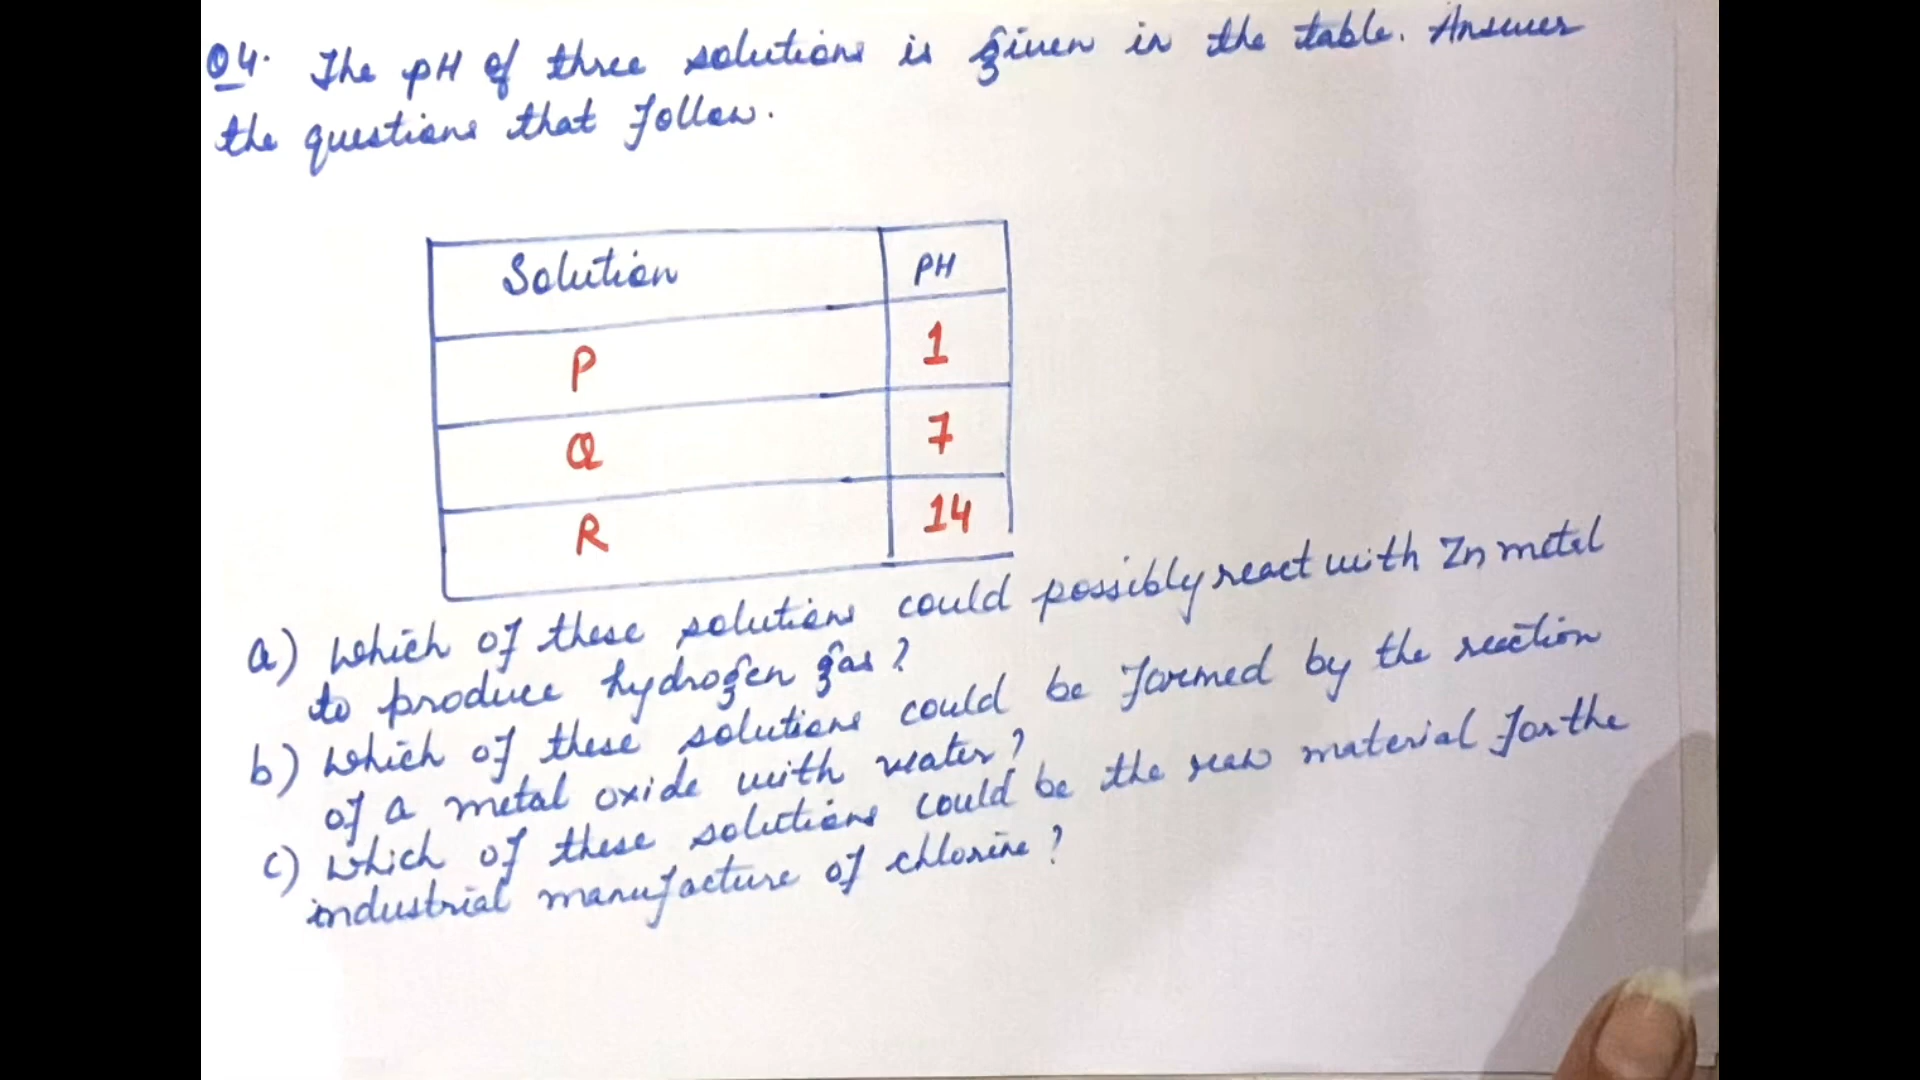 Q4. The pH of three solutions is given in the table. Answer
the questions that follow.
Solution PH
P 1
Q 7
R 14
a) Which of these solutions could possibly react with Zn metal
to produce hydrogen gas?
b) Which of these solutions could be formed by the reaction
of a metal oxide with water?
c) Which of these solutions could be the raw material for the
industrial manufacture of chlorine?